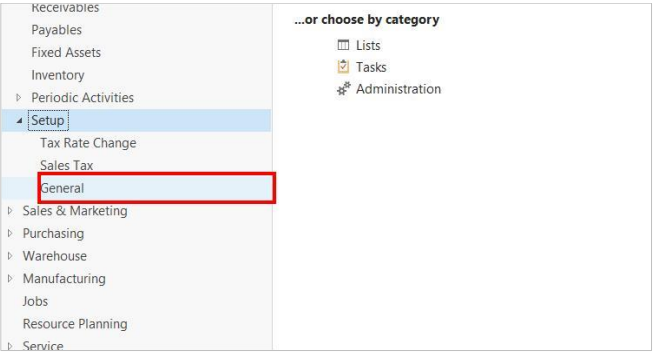 Receivables
Payables
Fixed Assets
Inventory
Periodic Activities
Setup
Tax Rate Change
Sales Tax
General
Sales & Marketing
Purchasing
Warehouse
Manufacturing
Jobs
Resource Planning
Service
...or choose by category
Lists
Tasks
Administration